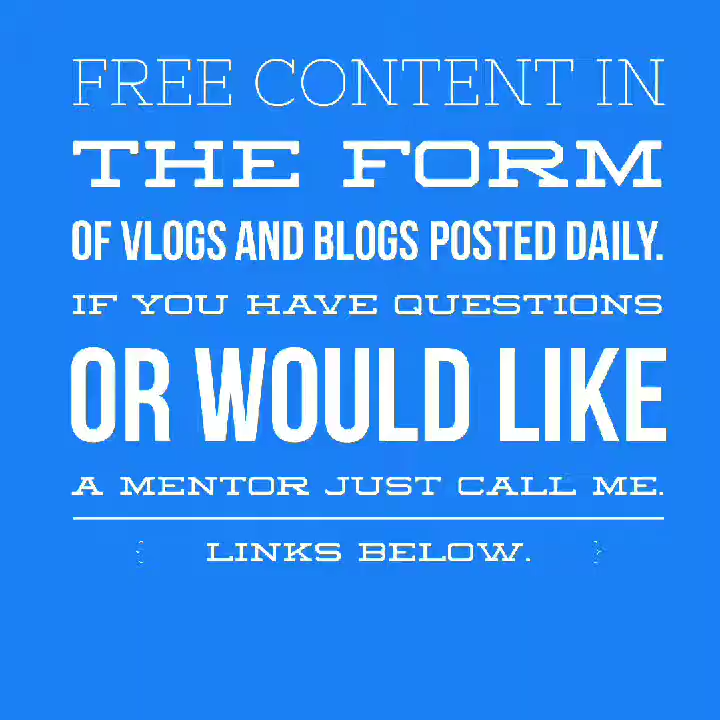 FREE CONTENT IN
THE FORM
OF VLOGS AND BLOGS POSTED DAILY.
IF YOU HAVE QUESTIONS
OR WOULD LIKE
A MENTOR JUST CALL ME.
{ LINKS BELOW. }